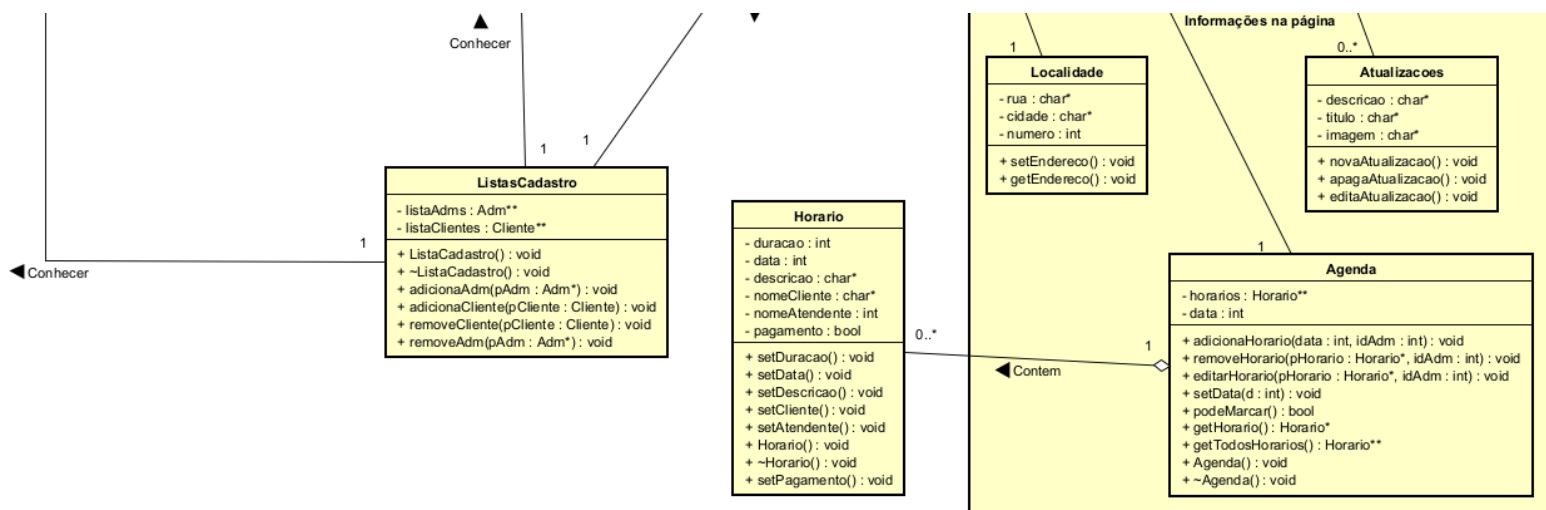 Conhecer
1
1
1
Conhecer
ListasCadastro
- listaAdms : Adm**
- listaClientes : Cliente**
+ ListaCadastro() : void
+ ~ListaCadastro() : void
+ adicionaAdm(pAdm : Adm*) : void
+ adicionaCliente(pCliente : Cliente) : void
+ removeCliente(pCliente : Cliente) : void
+ removeAdm(pAdm : Adm*) : void
Horario
- duracao : int
- data : int
- descricao : char*
- nomeCliente : char*
- nomeAtendente : int
- pagamento : bool
+ setDuracao() : void
+ setData() : void
+ setDescricao() : void
+ setCliente() : void
+ setAtendente() : void
+ Horario() : void
+ ~Horario() : void
+ setPagamento() : void
0..*
Contem
1
Informações na página
1
Localidade
- rua : char*
- cidade : char*
- numero : int
+ setEndereco() : void
+ getEndereco() : void
0..*
Atualizacoes
- descricao : char*
- titulo : char*
- imagem : char*
+ novaAtualizacao() : void
+ apagaAtualizacao() : void
+ editaAtualizacao() : void
1
Agenda
- horarios : Horario**
- data : int
+ adicionaHorario(data : int, idAdm : int) : void
+ removeHorario(pHorario : Horario*, idAdm : int) : void
+ editarHorario(pHorario : Horario*, idAdm : int) : void
+ setData(d : int) : void
+ podeMarcar() : bool
+ getHorario() : Horario*
+ getTodosHorarios() : Horario**
+ Agenda() : void
+ ~Agenda() : void